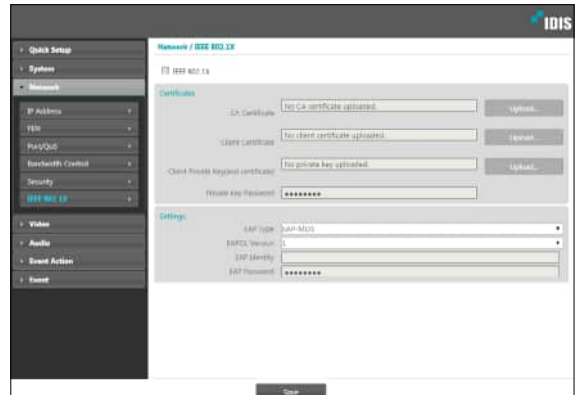 IDIS
Quick Setup
System
Network
IP Address
FEN
Port/QoS
Bandwidth Control
Security
IEEE 802.1X
Video
Audio
Event Action
Event
Network / IEEE 802.1X
IEEE 802.1X
Certificates
CA Certificate
No CA certificate uploaded.
Upload...
Client Certificate
No client certificate uploaded.
Upload...
Client Private Key(and certificate)
No private key uploaded.
Upload...
Private Key Password
••••••••
Settings
EAP Type
EAP-MD5
EAPOL Version
1
EAP Identity
EAP Password
••••••••
Save